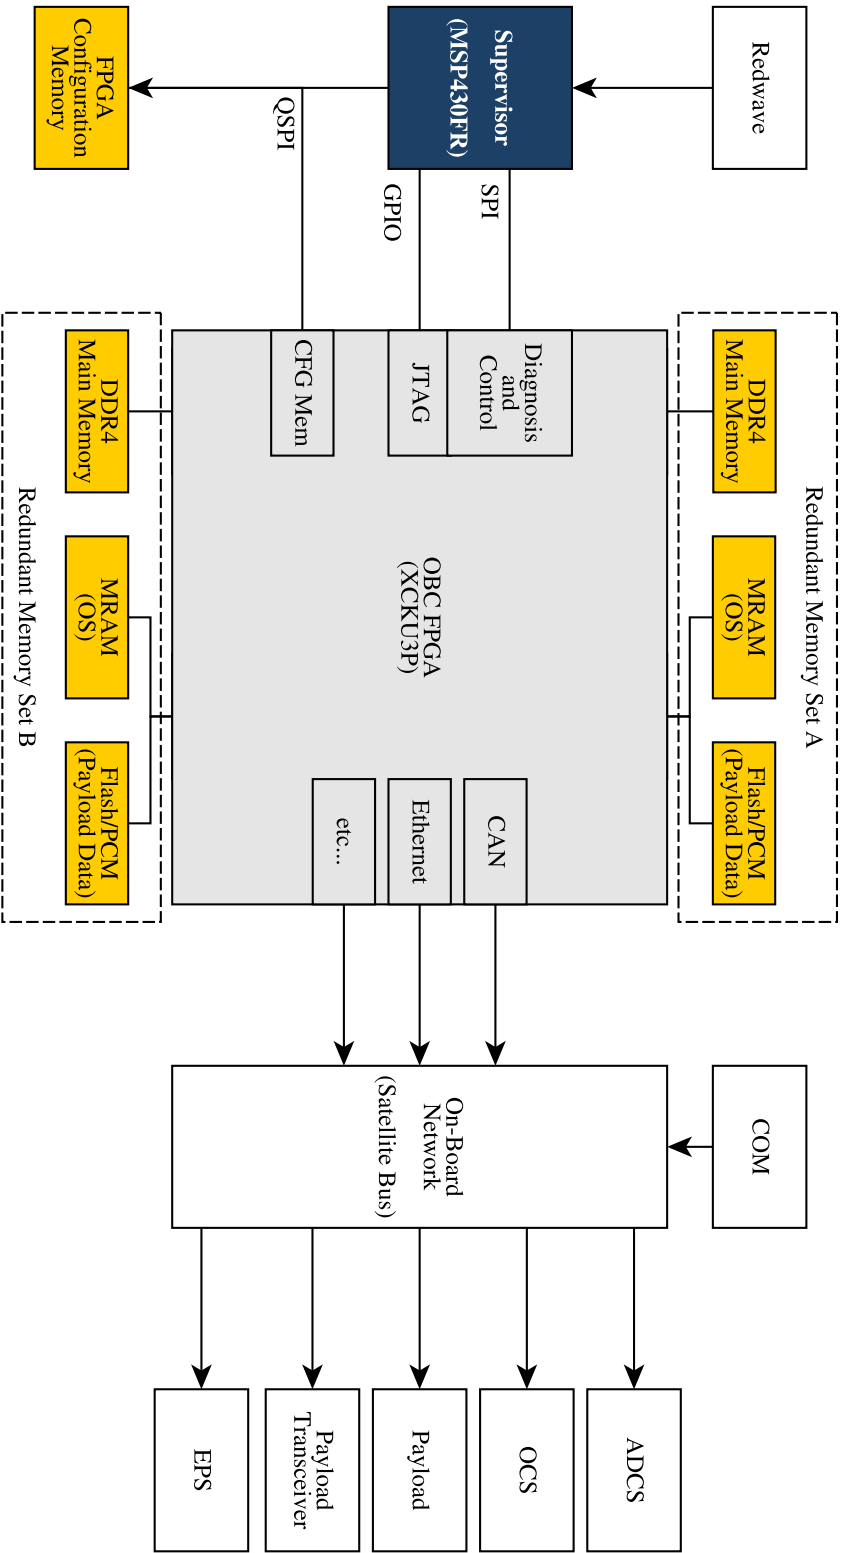 Redwave
Supervisor
(MSP430FR)
FPGA
Configuration
Memory
SPI
GPIO
QSPI
Redundant Memory Set A
DDR4
Main Memory
MRAM
(OS)
Flash/PCM
(Payload Data)
Diagnosis
and
Control
JTAG
CFG Mem
OBC FPGA
(XCKU3P)
CAN
Ethernet
etc...
DDR4
Main Memory
MRAM
(OS)
Flash/PCM
(Payload Data)
Redundant Memory Set B
COM
On-Board
Network
(Satellite Bus)
ADCS
OCS
Payload
Payload
Transceiver
EPS